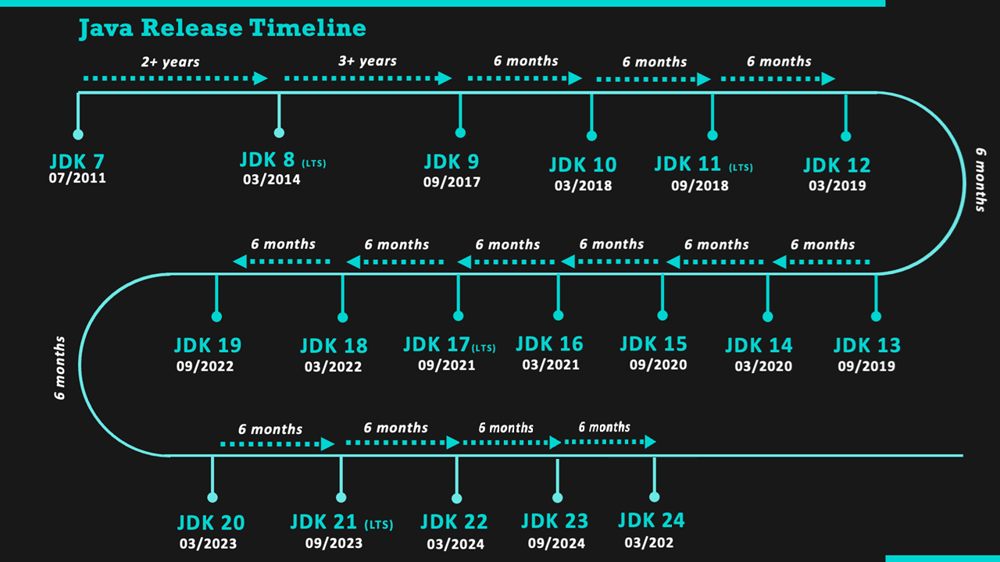 Java Release Timeline
2+ years
3+ years
6 months
6 months
6 months
JDK 7
07/2011
JDK 8 (LTS)
03/2014
JDK 9
09/2017
JDK 10
03/2018
JDK 11 (LTS)
09/2018
JDK 12
03/2019
6 months
6 months
6 months
6 months
6 months
6 months
6 months
JDK 19
09/2022
JDK 18
03/2022
JDK 17(LTS)
09/2021
JDK 16
03/2021
JDK 15
09/2020
JDK 14
03/2020
JDK 13
09/2019
6 months
6 months
6 months
6 months
6 months
JDK 20
03/2023
JDK 21 (LTS)
09/2023
JDK 22
03/2024
JDK 23
09/2024
JDK 24
03/202